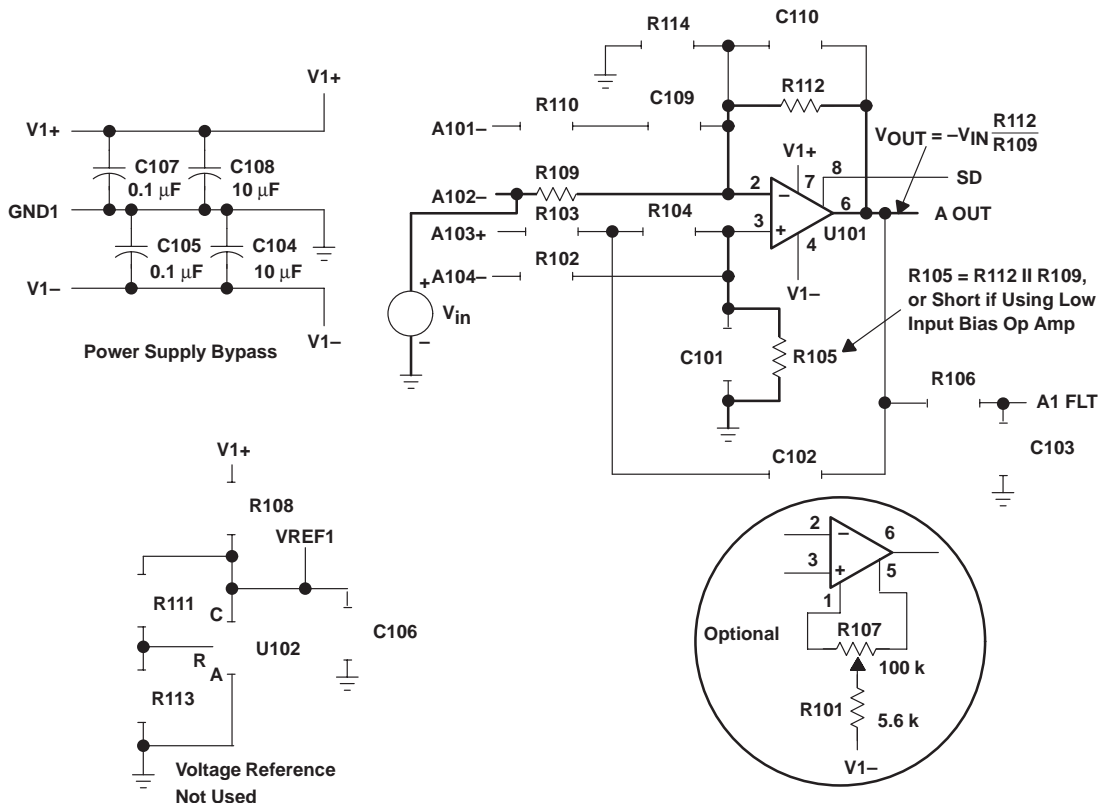 V1+
V1+
C107
0.1 μF
C108
10 μF
GND1
C105
0.1 μF
C104
10 μF
V1–
V1–
Power Supply Bypass
R114
C110
R112
R110
C109
A101–
VOUT = –VIN R112
R109
V1+
7
8
SD
A102–
R109
2
–
6
A OUT
R103
R104
A103+
3
+
U101
4
V1–
A104–
R102
+
Vin
–
R105 = R112 II R109,
or Short if Using Low
Input Bias Op Amp
C101
R105
R106
A1 FLT
C103
C102
V1+
R108
VREF1
R111
C
C106
U102
R
A
R113
Voltage Reference
Not Used
2
–
6
3
+
5
1
Optional
R107
100 k
R101
5.6 k
V1–